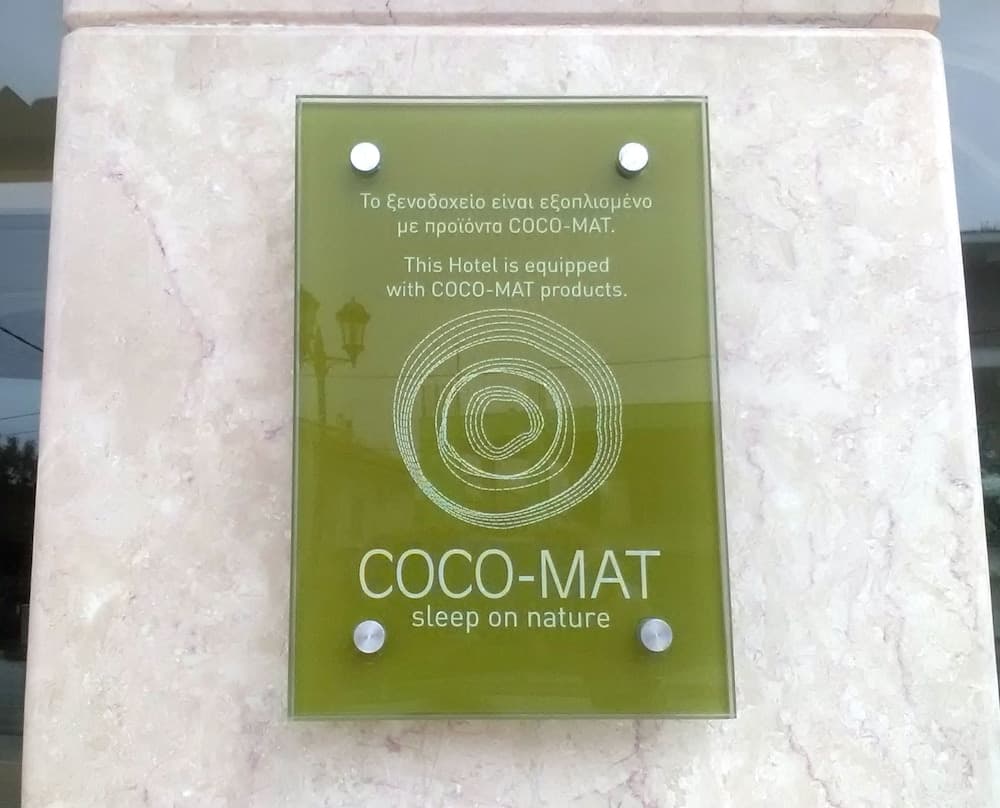 Το ξενοδοχείο είναι εξοπλισμένο
με προϊόντα COCO-MAT.
This Hotel is equipped
with COCO-MAT products.
COCO-MAT
sleep on nature